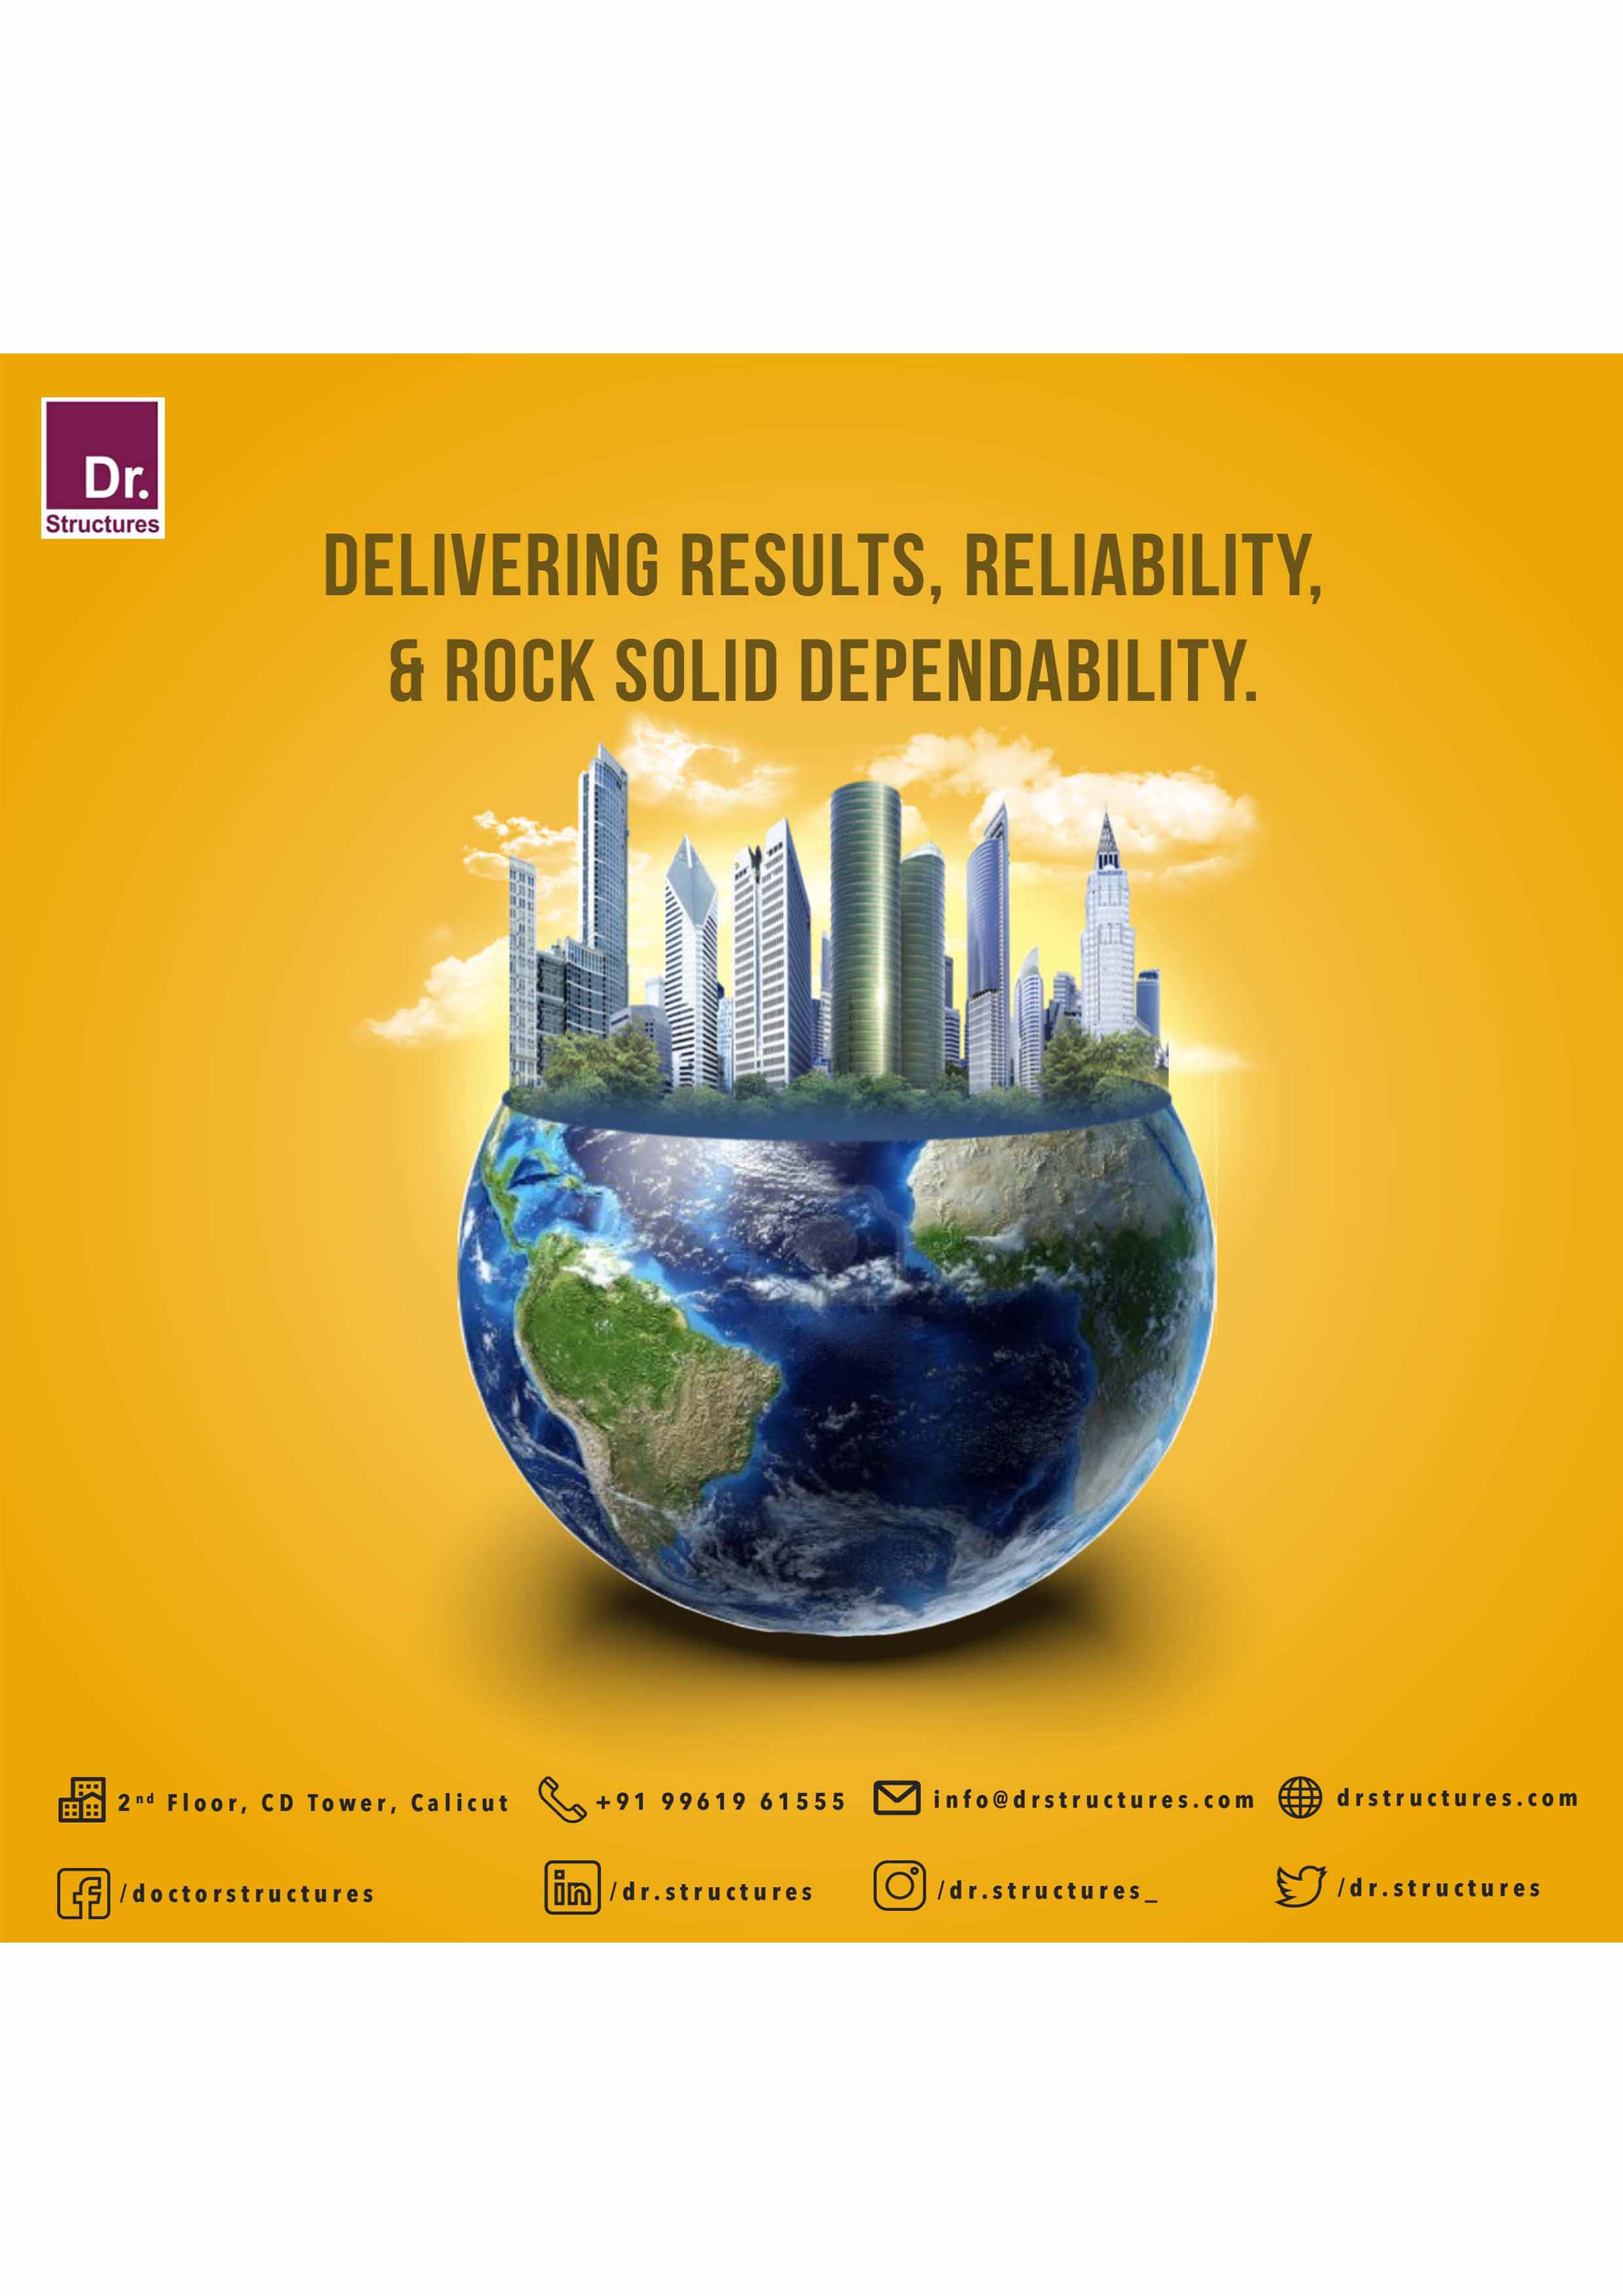 Dr.
Structures
DELIVERING RESULTS, RELIABILITY,
& ROCK SOLID DEPENDABILITY.
2nd Floor, CD Tower, Calicut
+91 99619 61555
info@drstructures.com
drstructures.com
/doctorstructures
/dr.structures
/dr.structures_
/dr.structures